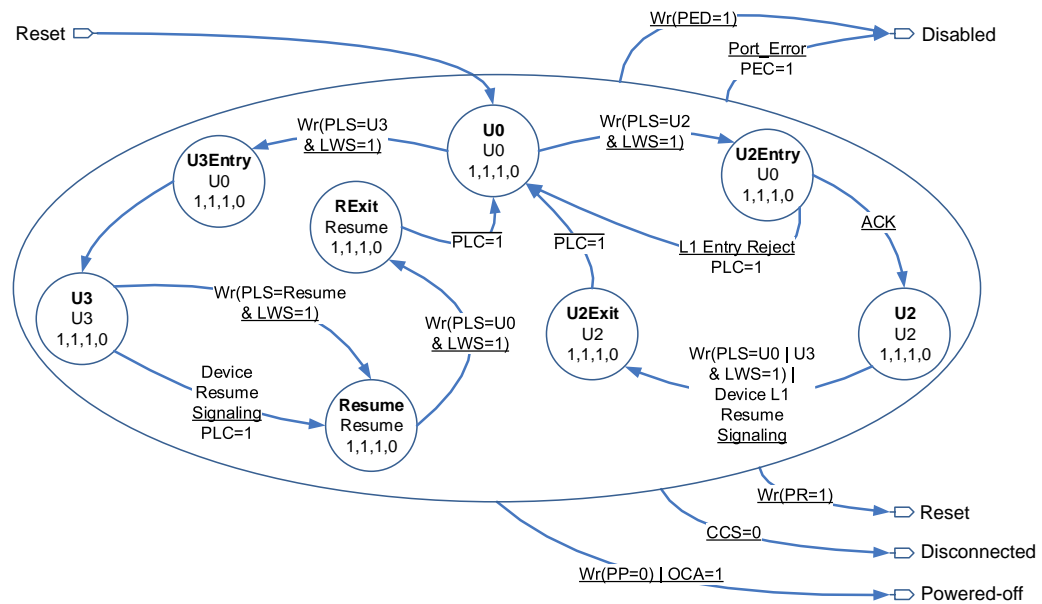 Reset
Wr(PED=1)
Disabled
Port_Error
PEC=1
Wr(PLS=U3
& LWS=1)
U0
U0
1,1,1,0
Wr(PLS=U2
& LWS=1)
U3Entry
U0
1,1,1,0
U2Entry
U0
1,1,1,0
RExit
Resume
1,1,1,0
PLC=1
PLC=1
L1 Entry Reject
PLC=1
ACK
U3
U3
1,1,1,0
Wr(PLS=Resume
& LWS=1)
Wr(PLS=U0
& LWS=1)
U2Exit
U2
1,1,1,0
U2
U2
1,1,1,0
Wr(PLS=U0 | U3
& LWS=1) |
Device L1
Resume
Signaling
Device
Resume
Signaling
PLC=1
Resume
Resume
1,1,1,0
Wr(PR=1)
Reset
CCS=0
Disconnected
Wr(PP=0) | OCA=1
Powered-off